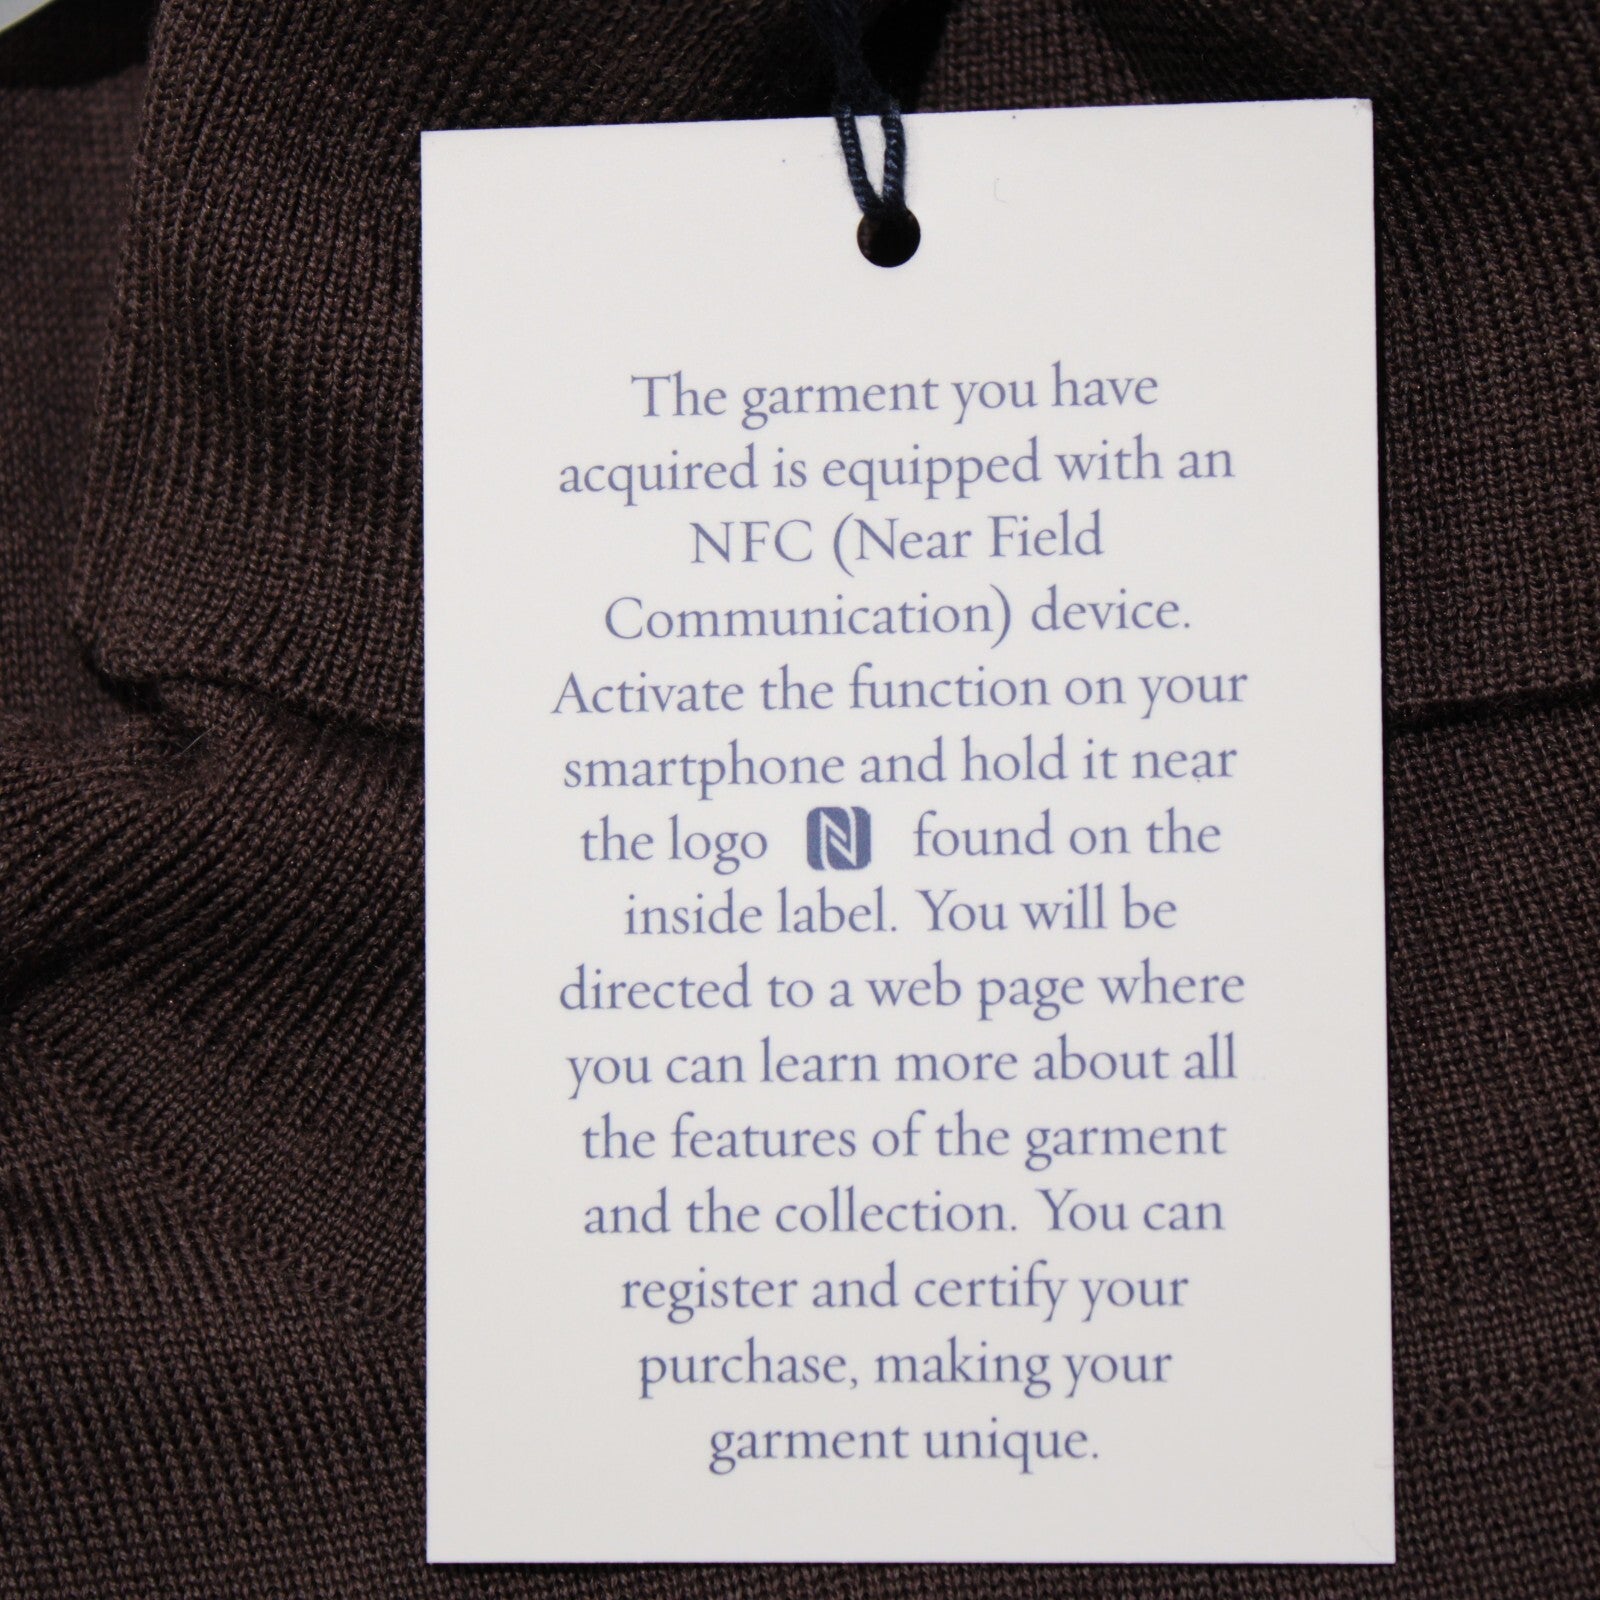 The garment you have
acquired is equipped with an
NFC (Near Field
Communication) device.
Activate the function on your
smartphone and hold it near
the logo N found on the
inside label. You will be
directed to a web page where
you can learn more about all
the features of the garment
and the collection. You can
register and certify your
purchase, making your
garment unique.